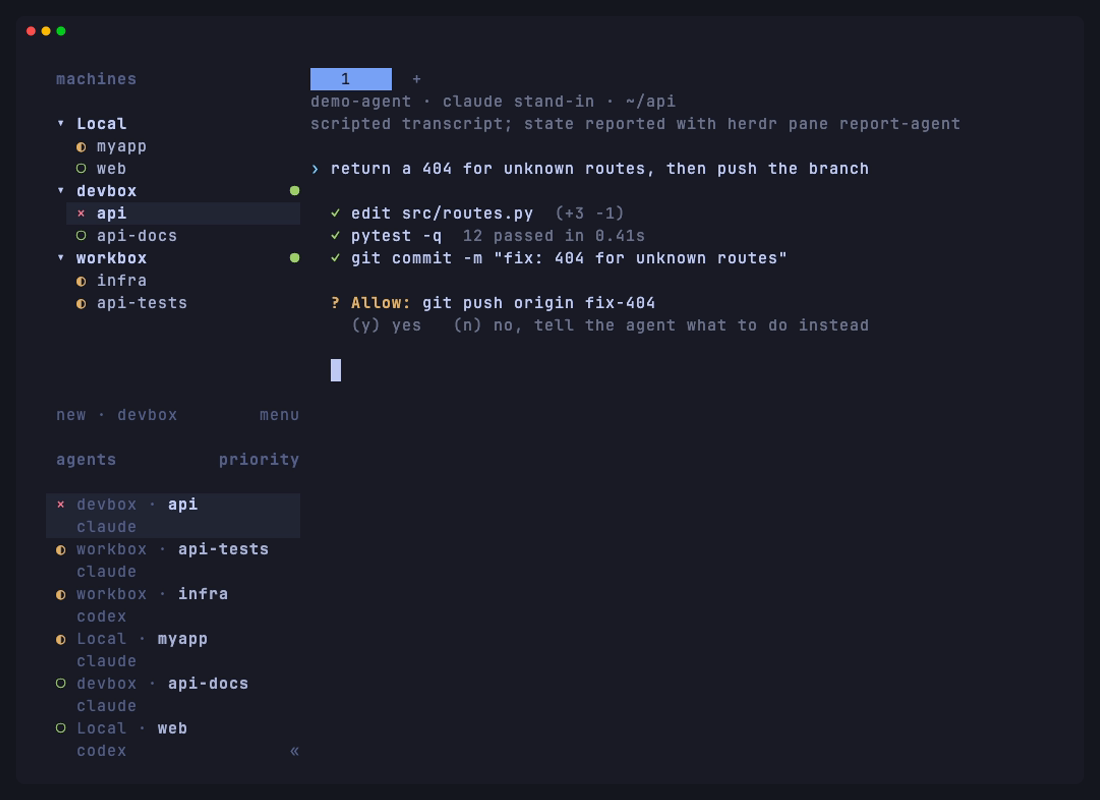 machines
▾ Local
◐ myapp
○ web
▾ devbox
× api
○ api-docs
▾ workbox
◐ infra
◐ api-tests
new · devbox menu
agents priority
× devbox · api
claude
◐ workbox · api-tests
claude
◐ workbox · infra
codex
◐ Local · myapp
claude
○ devbox · api-docs
claude
○ Local · web
codex «
1 +
demo-agent · claude stand-in · ~/api
scripted transcript; state reported with herdr pane report-agent
› return a 404 for unknown routes, then push the branch
✓ edit src/routes.py (+3 -1)
✓ pytest -q 12 passed in 0.41s
✓ git commit -m "fix: 404 for unknown routes"
? Allow: git push origin fix-404
(y) yes (n) no, tell the agent what to do instead